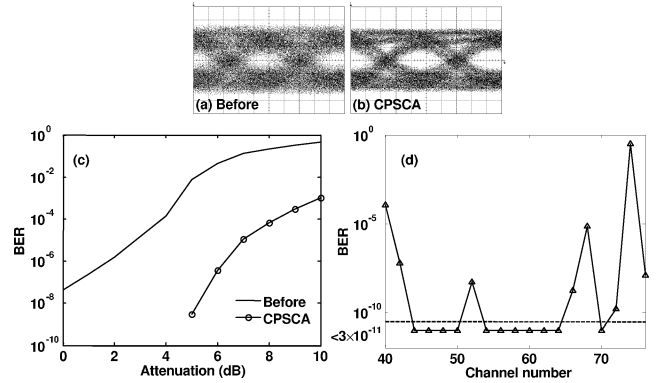 (a) Before
(b) CPSCA
(c)
BER
10^0
10^-2
10^-4
10^-6
10^-8
10^-10
Before
CPSCA
0 2 4 6 8 10
Attenuation (dB)
(d)
BER
10^0
10^-5
10^-10
<3×10^-11
40 50 60 70
Channel number